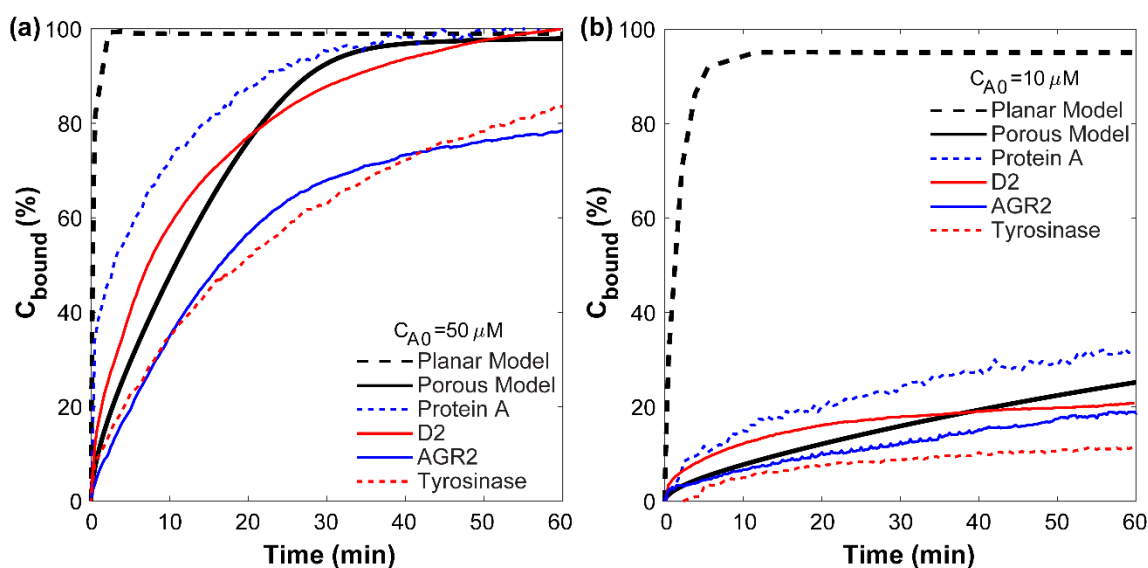 (a)
100
80
60
40
20
0
C_bound (%)
C_A0=50 μM
Planar Model
Porous Model
Protein A
D2
AGR2
Tyrosinase
0 10 20 30 40 50 60
Time (min)
(b)
100
80
60
40
20
0
C_bound (%)
C_A0=10 μM
Planar Model
Porous Model
Protein A
D2
AGR2
Tyrosinase
0 10 20 30 40 50 60
Time (min)